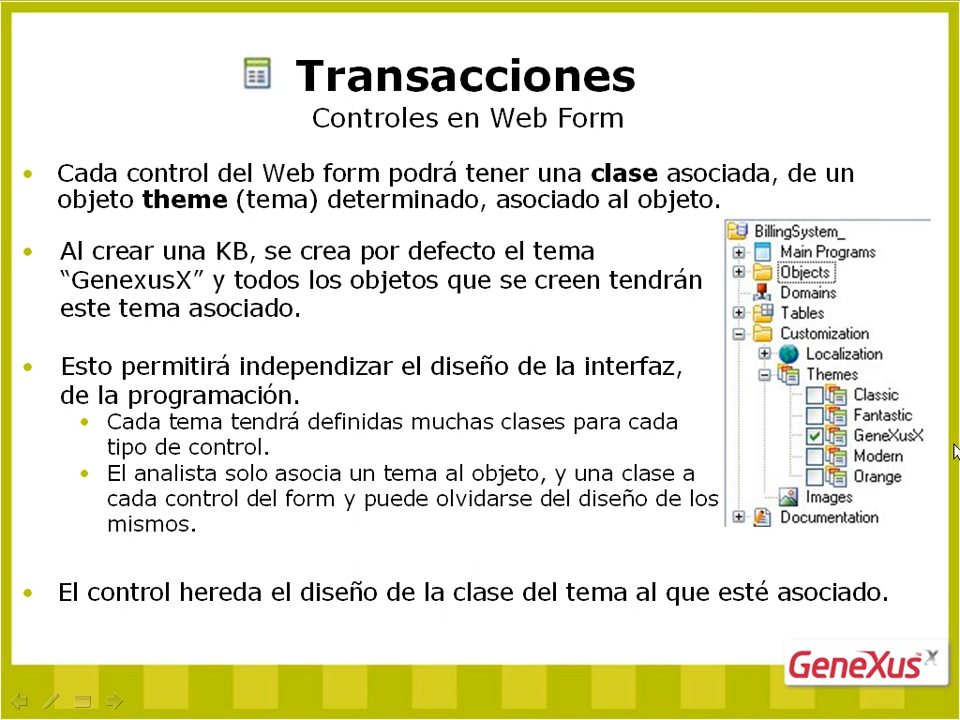 Transacciones
Controles en Web Form
• Cada control del Web form podrá tener una clase asociada, de un
objeto theme (tema) determinado, asociado al objeto.
• Al crear una KB, se crea por defecto el tema
“GenexusX” y todos los objetos que se creen tendrán
este tema asociado.
• Esto permitirá independizar el diseño de la interfaz,
de la programación.
• Cada tema tendrá definidas muchas clases para cada
tipo de control.
• El analista solo asocia un tema al objeto, y una clase a
cada control del form y puede olvidarse del diseño de los
mismos.
• El control hereda el diseño de la clase del tema al que esté asociado.
BillingSystem_
Main Programs
Objects
Domains
Tables
Customization
Localization
Themes
Classic
Fantastic
GeneXusX
Modern
Orange
Images
Documentation
GeneXus™ X